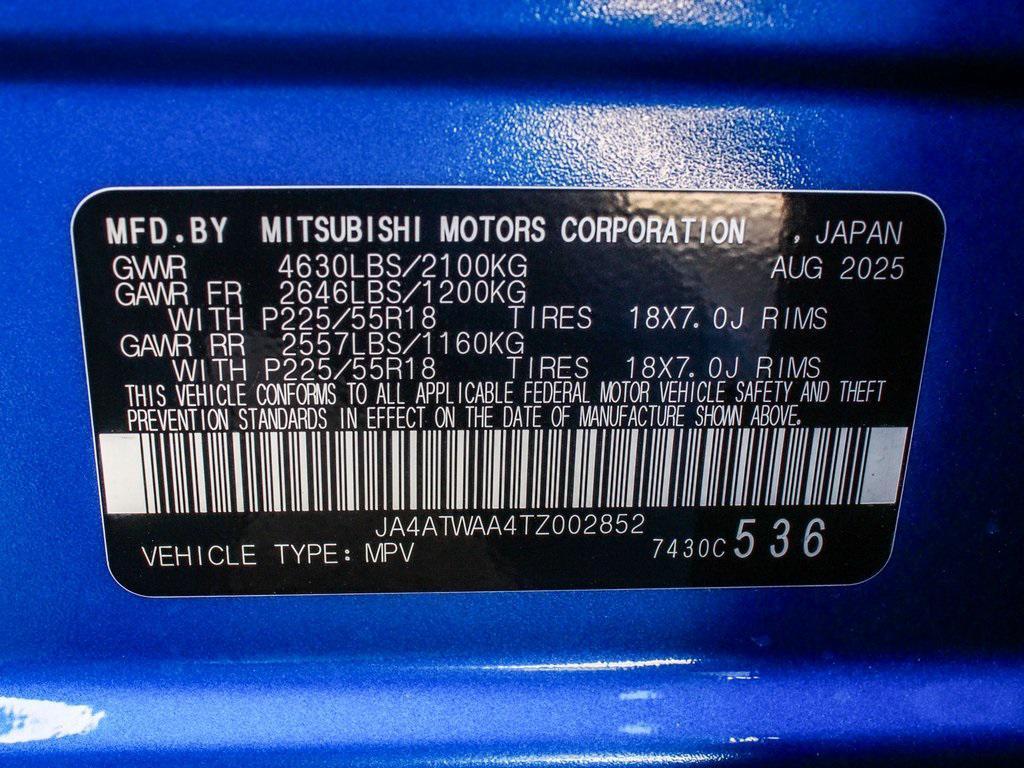 MFD.BY MITSUBISHI MOTORS CORPORATION , JAPAN
GVWR 4630LBS/2100KG AUG 2025
GAWR FR 2646LBS/1200KG
WITH P225/55R18 TIRES 18X7.0J RIMS
GAWR RR 2557LBS/1160KG
WITH P225/55R18 TIRES 18X7.0J RIMS
THIS VEHICLE CONFORMS TO ALL APPLICABLE FEDERAL MOTOR VEHICLE SAFETY AND THEFT
PREVENTION STANDARDS IN EFFECT ON THE DATE OF MANUFACTURE SHOWN ABOVE.
JA4ATWAA4TZ002852
VEHICLE TYPE: MPV 7430C 536